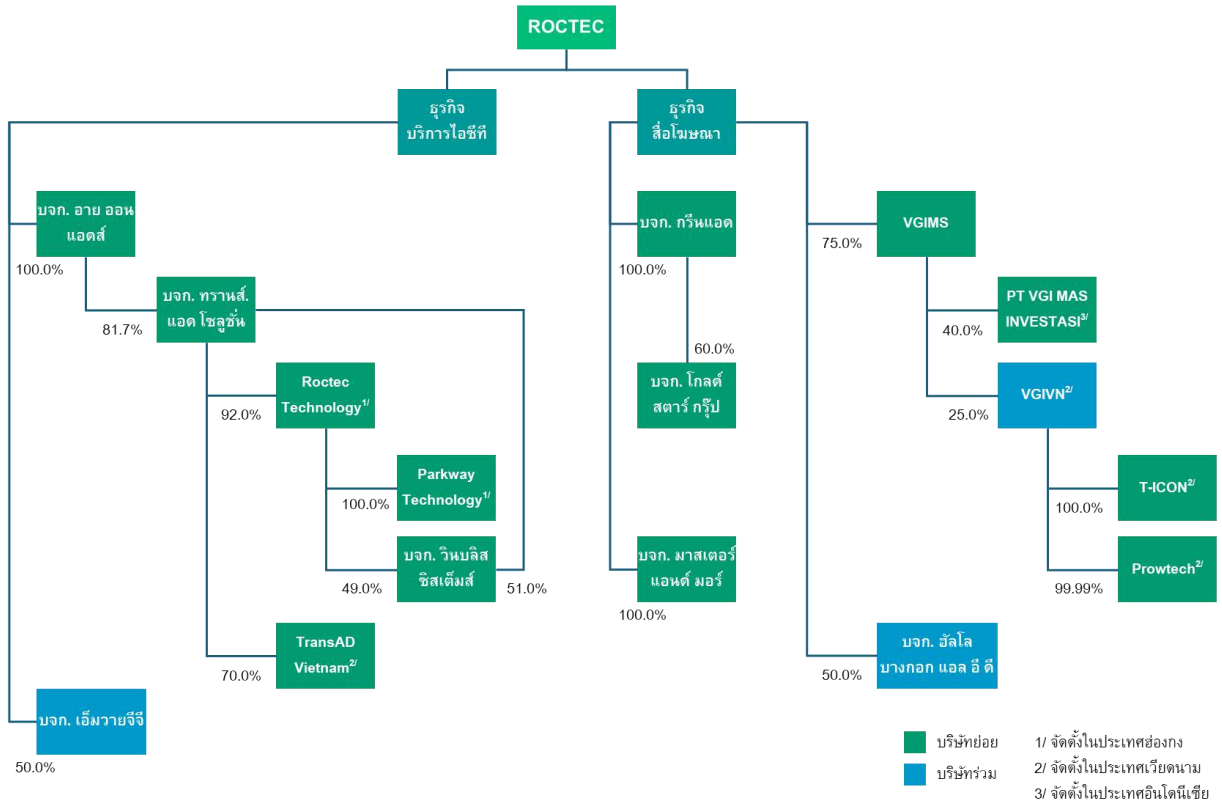 ROCTEC
ธุรกิจ
บริการไอซีที
ธุรกิจ
สื่อโฆษณา
บจก. อาย ออน
แอดส์
100.0%
บจก. กรีนแอด
100.0%
VGIMS
75.0%
บจก. ทรานส์.
แอด โซลูชั่น
81.7%
PT VGI MAS
INVESTASI3/
40.0%
60.0%
Roctec
Technology1/
92.0%
บจก. โกลด์
สตาร์ กรุ๊ป
VGIVN2/
25.0%
Parkway
Technology1/
100.0%
T-ICON2/
100.0%
บจก. วินบลิส
ซิสเต็มส์
49.0%
51.0%
บจก. มาสเตอร์
แอนด์ มอร์
100.0%
Prowtech2/
99.99%
TransAD
Vietnam2/
70.0%
บจก. ฮัลโล
บางกอก แอล อี ดี
50.0%
บจก. เอ็มวายจีจี
50.0%
บริษัทย่อย
บริษัทร่วม
1/ จัดตั้งในประเทศฮ่องกง
2/ จัดตั้งในประเทศเวียดนาม
3/ จัดตั้งในประเทศอินโดนีเซีย